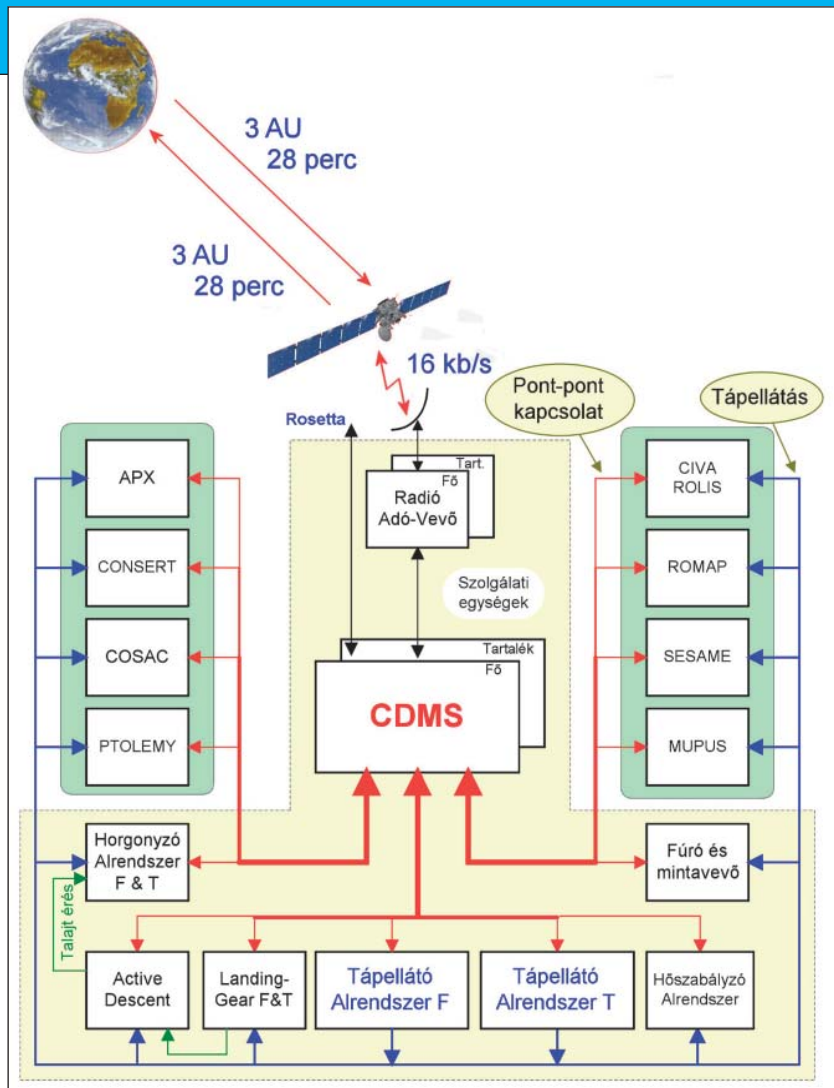 3 AU
28 perc
3 AU
28 perc
16 kb/s
Rosetta
Pont-pont
kapcsolat
Tápellátás
APX
CONSERT
COSAC
PTOLEMY
Tart.
Fő
Radió
Adó-Vevő
Szolgálati
egységek
Tartalék
Fő
CDMS
CIVA
ROLIS
ROMAP
SESAME
MUPUS
Horgonyzó
Alrendszer
F & T
Fúró és
mintavevő
Talajt érés
Active
Descent
Landing-
Gear F&T
Tápellátó
Alrendszer F
Tápellátó
Alrendszer T
Hőszabályzó
Alrendszer